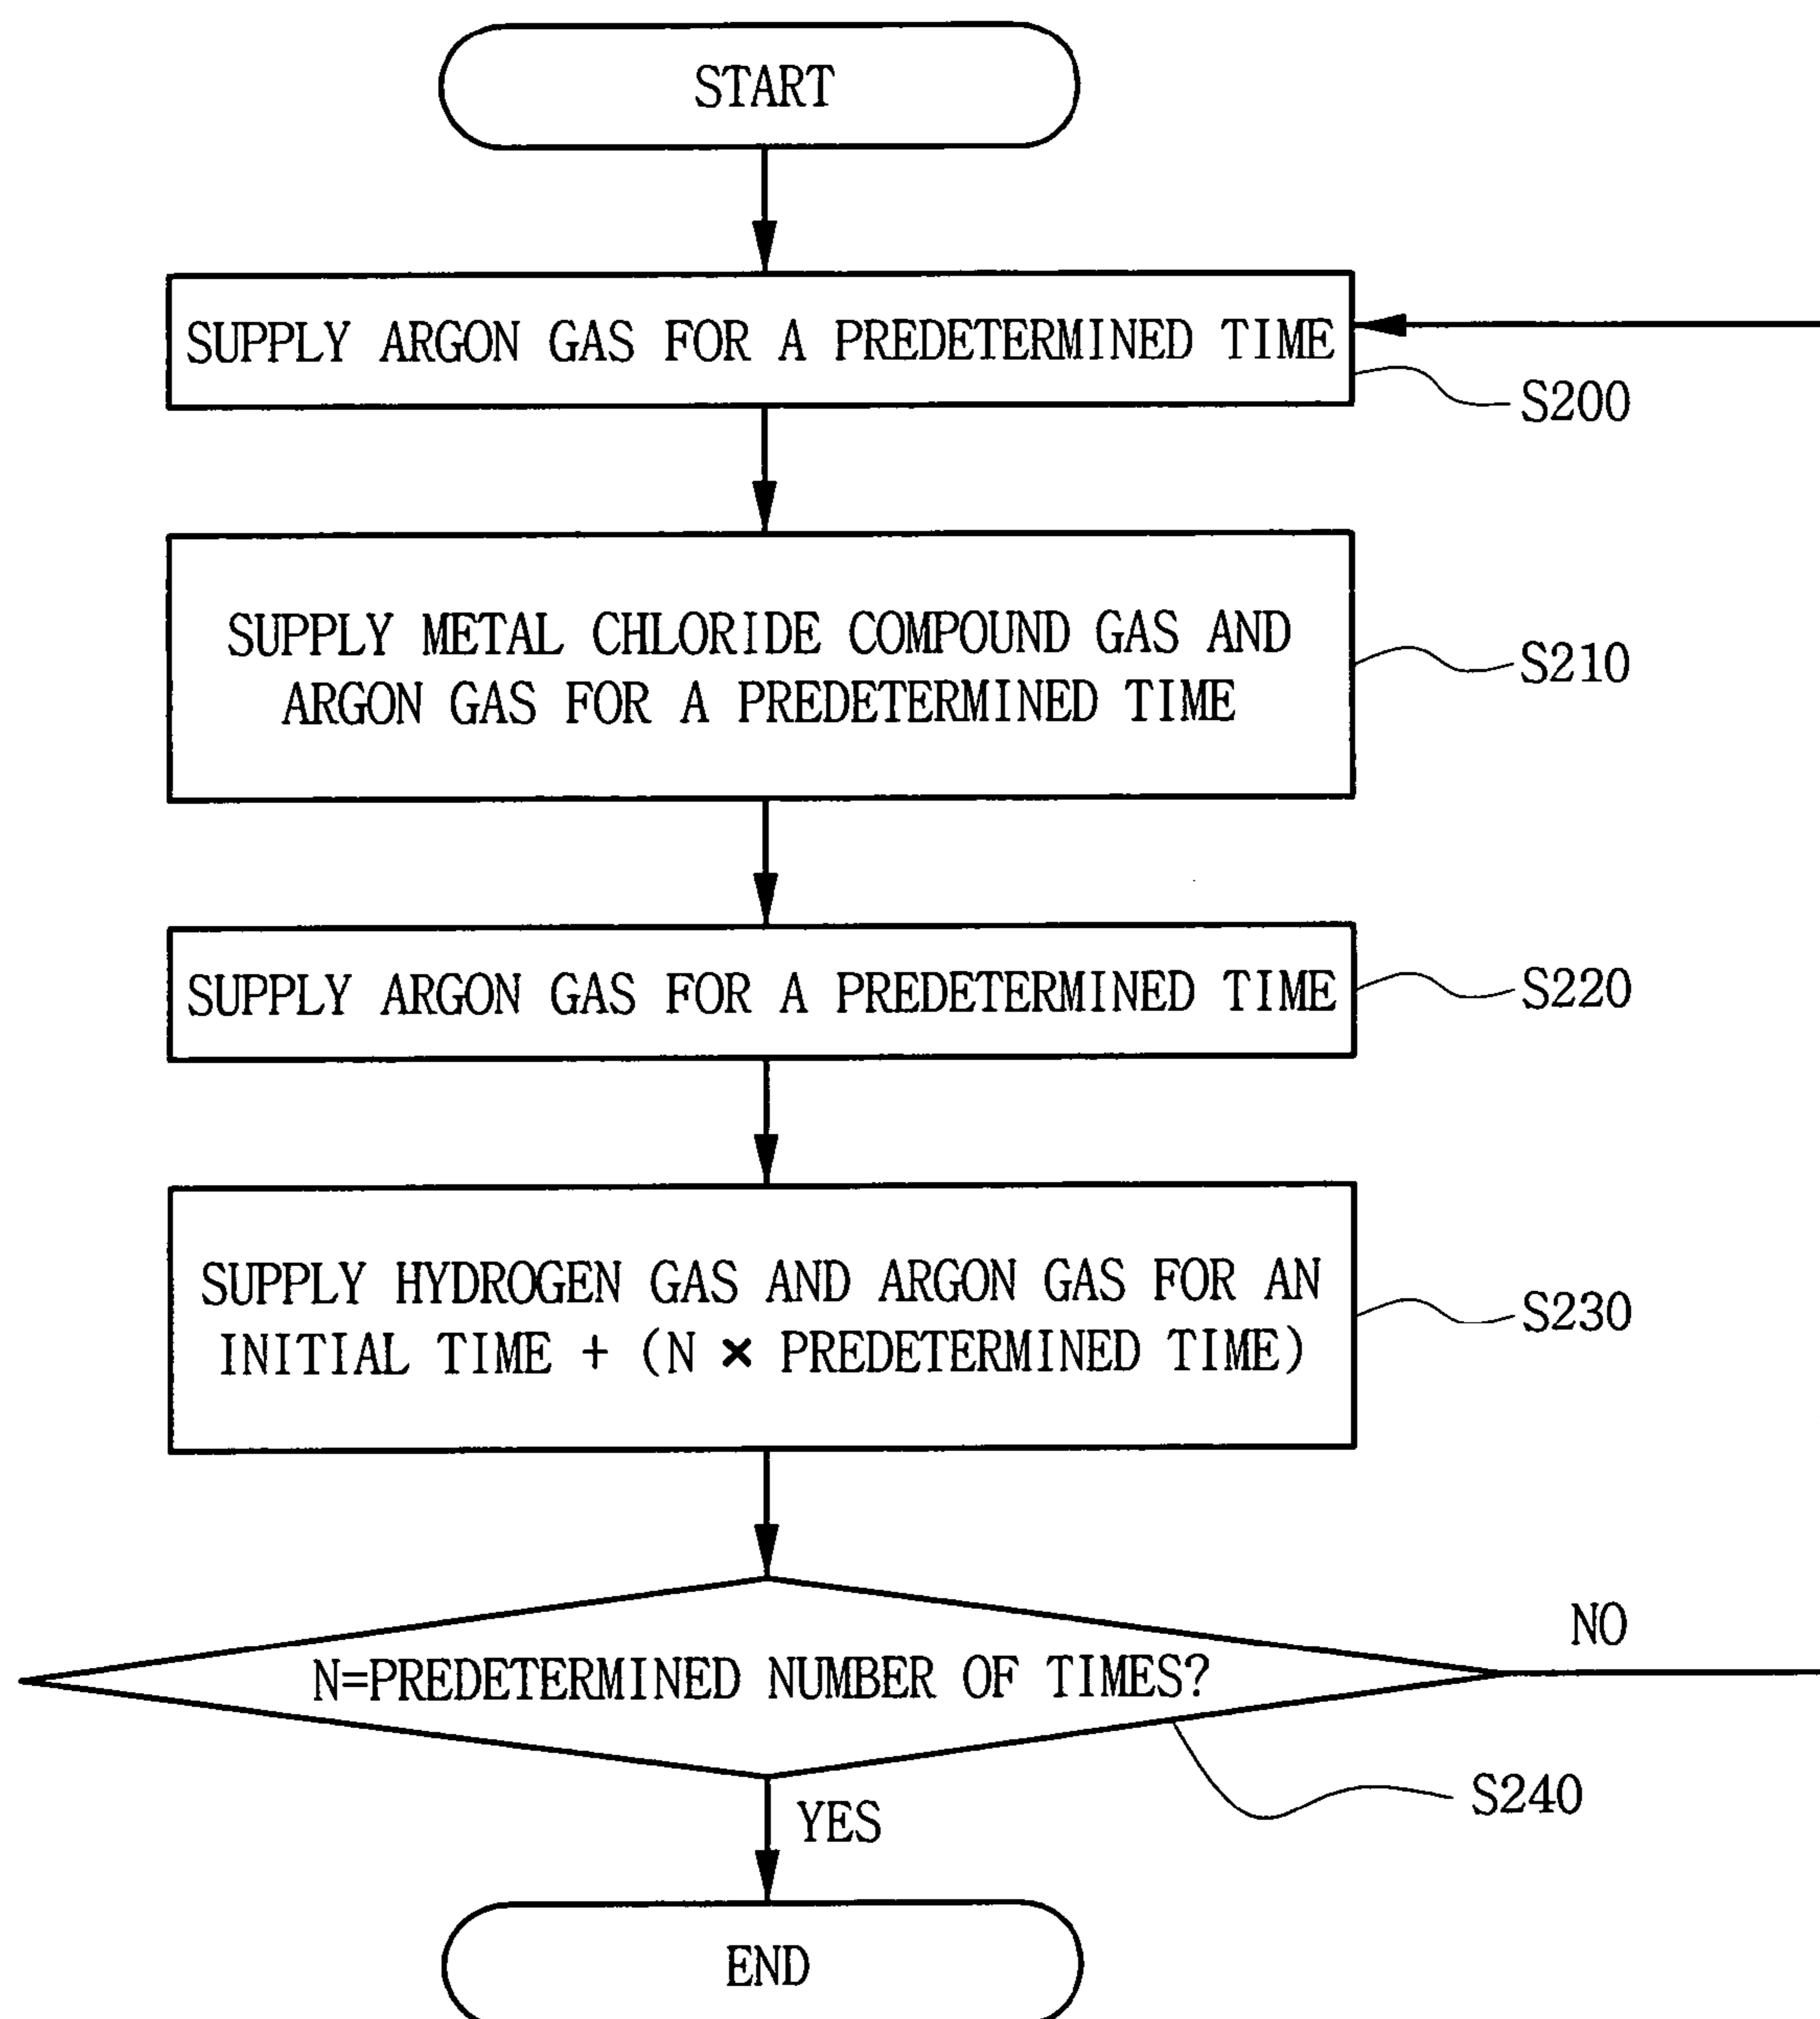 START
SUPPLY ARGON GAS FOR A PREDETERMINED TIME
S200
SUPPLY METAL CHLORIDE COMPOUND GAS AND
ARGON GAS FOR A PREDETERMINED TIME
S210
SUPPLY ARGON GAS FOR A PREDETERMINED TIME
S220
SUPPLY HYDROGEN GAS AND ARGON GAS FOR AN
INITIAL TIME + (N × PREDETERMINED TIME)
S230
NO
N=PREDETERMINED NUMBER OF TIMES?
S240
YES
END